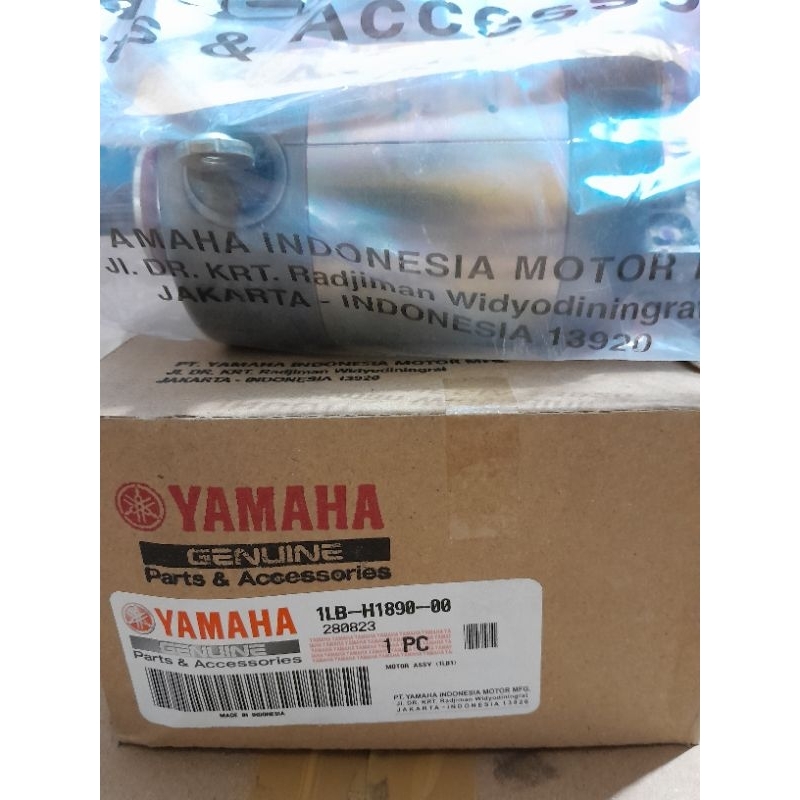 & ACCESSO
AMAHA INDONESIA MOTOR
Jl. DR. KRT. Radjiman Widyodiningrat
JAKARTA - INDONESIA 13920
PT. YAMAHA INDONESIA MOTOR MFG.
JL. DR. KRT. Radjiman Widyodiningrat
JAKARTA - INDONESIA 13920
YAMAHA
GENUINE
Parts & Accessories
YAMAHA
GENUINE
Parts & Accessories
1LB-H1890-00
280823
1 PC
MOTOR ASSY (1LB1)
MADE IN INDONESIA
PT. YAMAHA INDONESIA MOTOR MFG.
JL. DR. KRT. Radjiman Widyodiningrat
JAKARTA - INDONESIA 13920